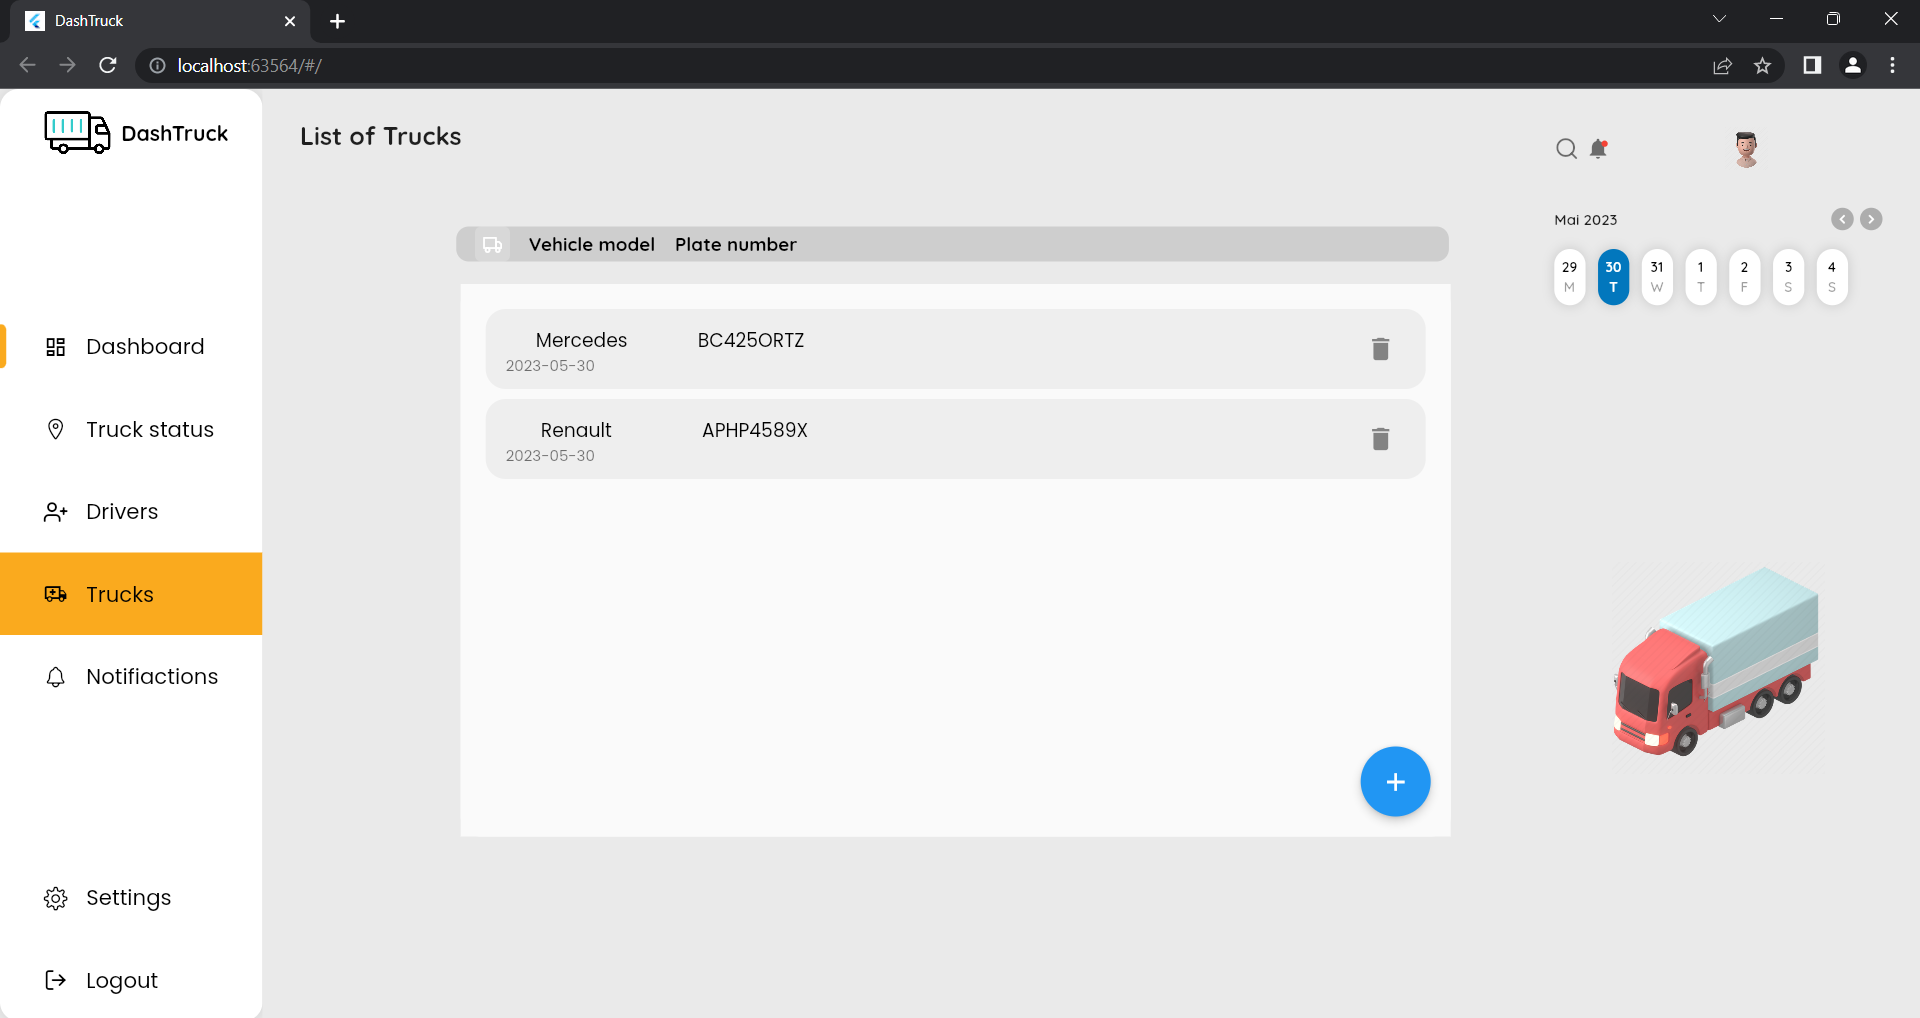 DashTruck
localhost:63564/#/
DashTruck
List of Trucks
Mai 2023
Vehicle model Plate number
29 30 31 1 2 3 4
M T W T F S S
Mercedes BC425ORTZ
2023-05-30
Renault APHP4589X
2023-05-30
Dashboard
Truck status
Drivers
Trucks
Notifiactions
Settings
Logout